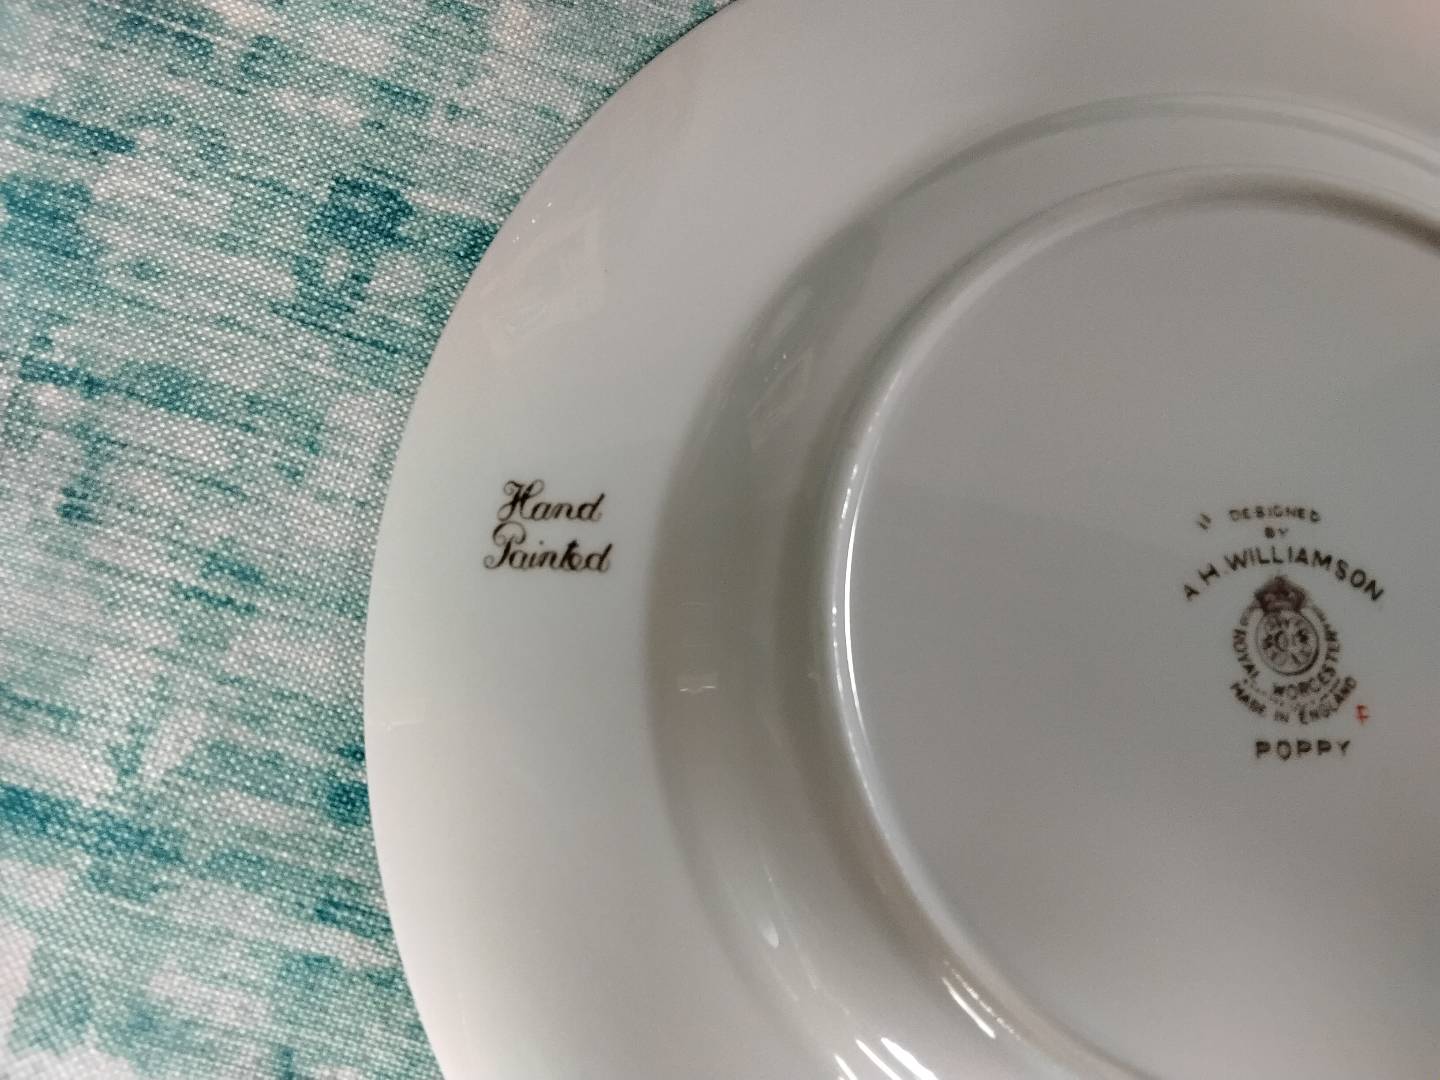 Hand
Painted
DESIGNED
BY
A.H. WILLIAMSON
ROYAL WORCESTER
MADE IN ENGLAND
F
POPPY